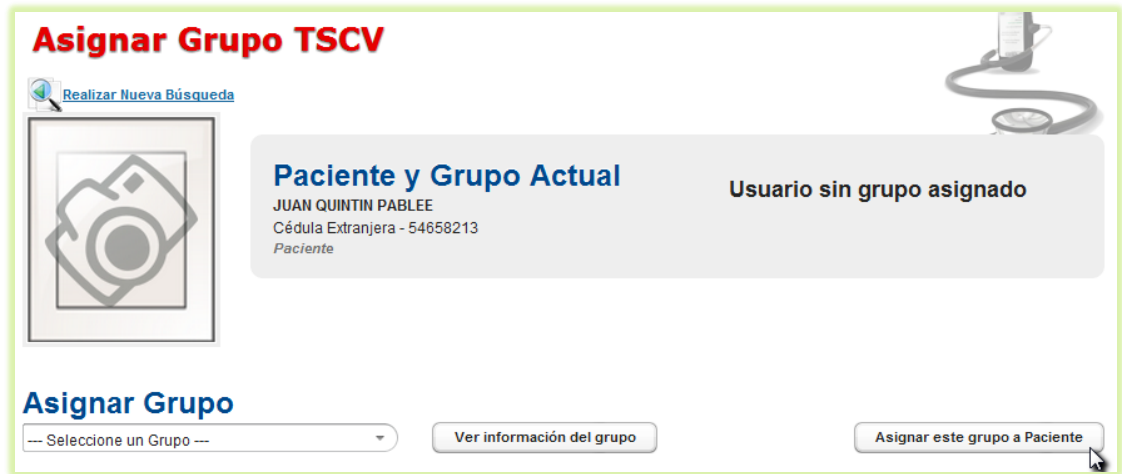 Asignar Grupo TSCV
Realizar Nueva Búsqueda
Paciente y Grupo Actual
JUAN QUINTIN PABLEE
Cédula Extranjera - 54658213
Paciente
Usuario sin grupo asignado
Asignar Grupo
--- Seleccione un Grupo ---
Ver información del grupo
Asignar este grupo a Paciente